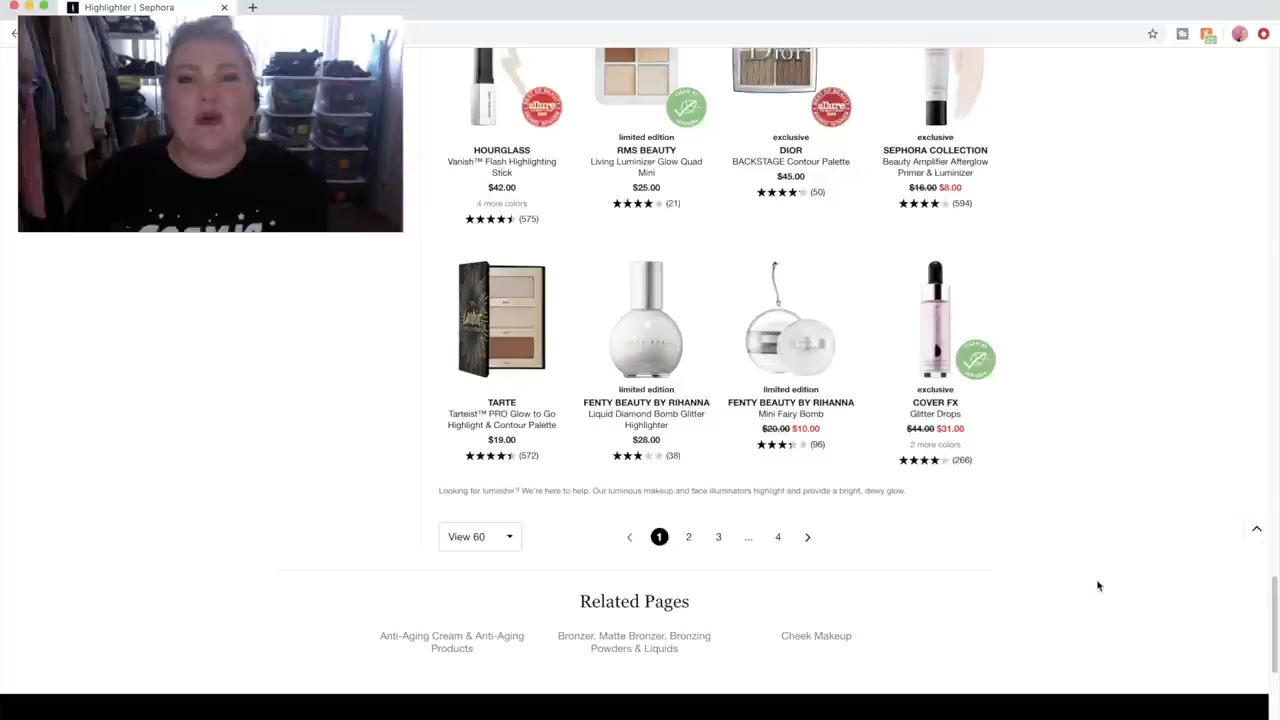 Highlighter | Sephora
COSMIC
DIOR
allure
allure
limited edition
exclusive
exclusive
HOURGLASS
Vanish™ Flash Highlighting
Stick
$42.00
4 more colors
(575)
RMS BEAUTY
Living Luminizer Glow Quad
Mini
$25.00
(21)
DIOR
BACKSTAGE Contour Palette
$45.00
(50)
SEPHORA COLLECTION
Beauty Amplifier Afterglow
Primer & Luminizer
$16.00 $8.00
(594)
FENTY BEAUTY
limited edition
limited edition
exclusive
TARTE
Tarteist™ PRO Glow to Go
Highlight & Contour Palette
$19.00
(572)
FENTY BEAUTY BY RIHANNA
Liquid Diamond Bomb Glitter
Highlighter
$28.00
(38)
FENTY BEAUTY BY RIHANNA
Mini Fairy Bomb
$20.00 $10.00
(96)
COVER FX
Glitter Drops
$44.00 $31.00
2 more colors
(266)
Looking for luminizer? We're here to help. Our luminous makeup and face illuminators highlight and provide a bright, dewy glow.
View 60
1 2 3 ... 4
Related Pages
Anti-Aging Cream & Anti-Aging
Products
Bronzer, Matte Bronzer, Bronzing
Powders & Liquids
Cheek Makeup